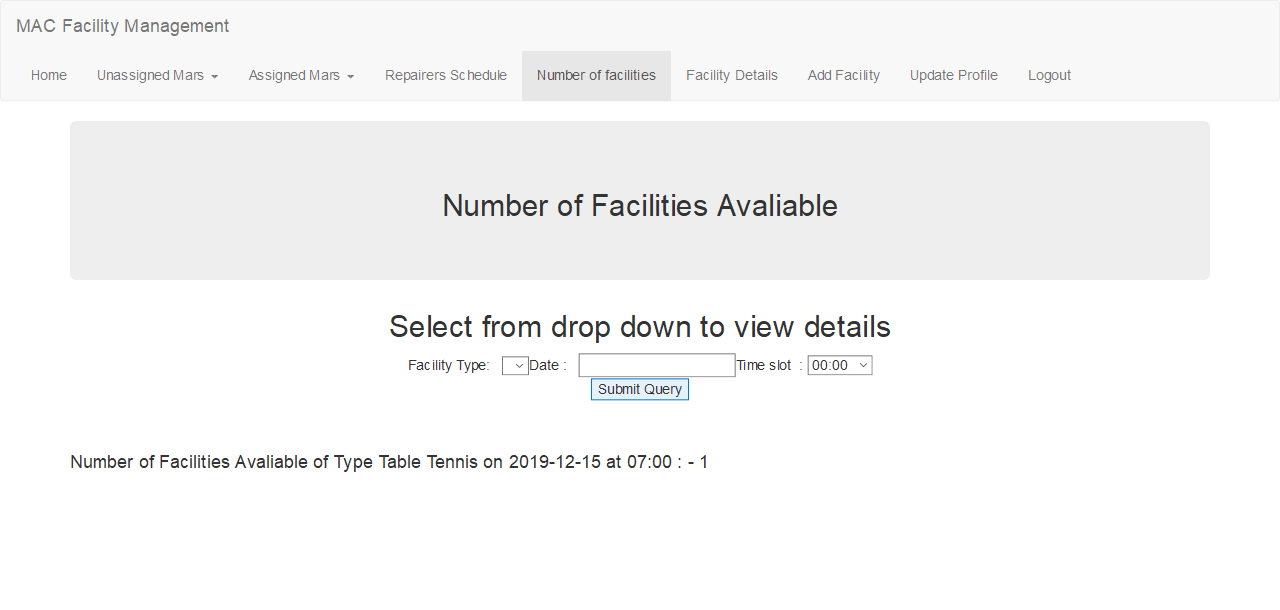 MAC Facility Management
Home Unassigned Mars Assigned Mars Repairers Schedule Number of facilities Facility Details Add Facility Update Profile Logout
Number of Facilities Avaliable
Select from drop down to view details
Facility Type: Date : Time slot : 00:00
Submit Query
Number of Facilities Avaliable of Type Table Tennis on 2019-12-15 at 07:00 : - 1